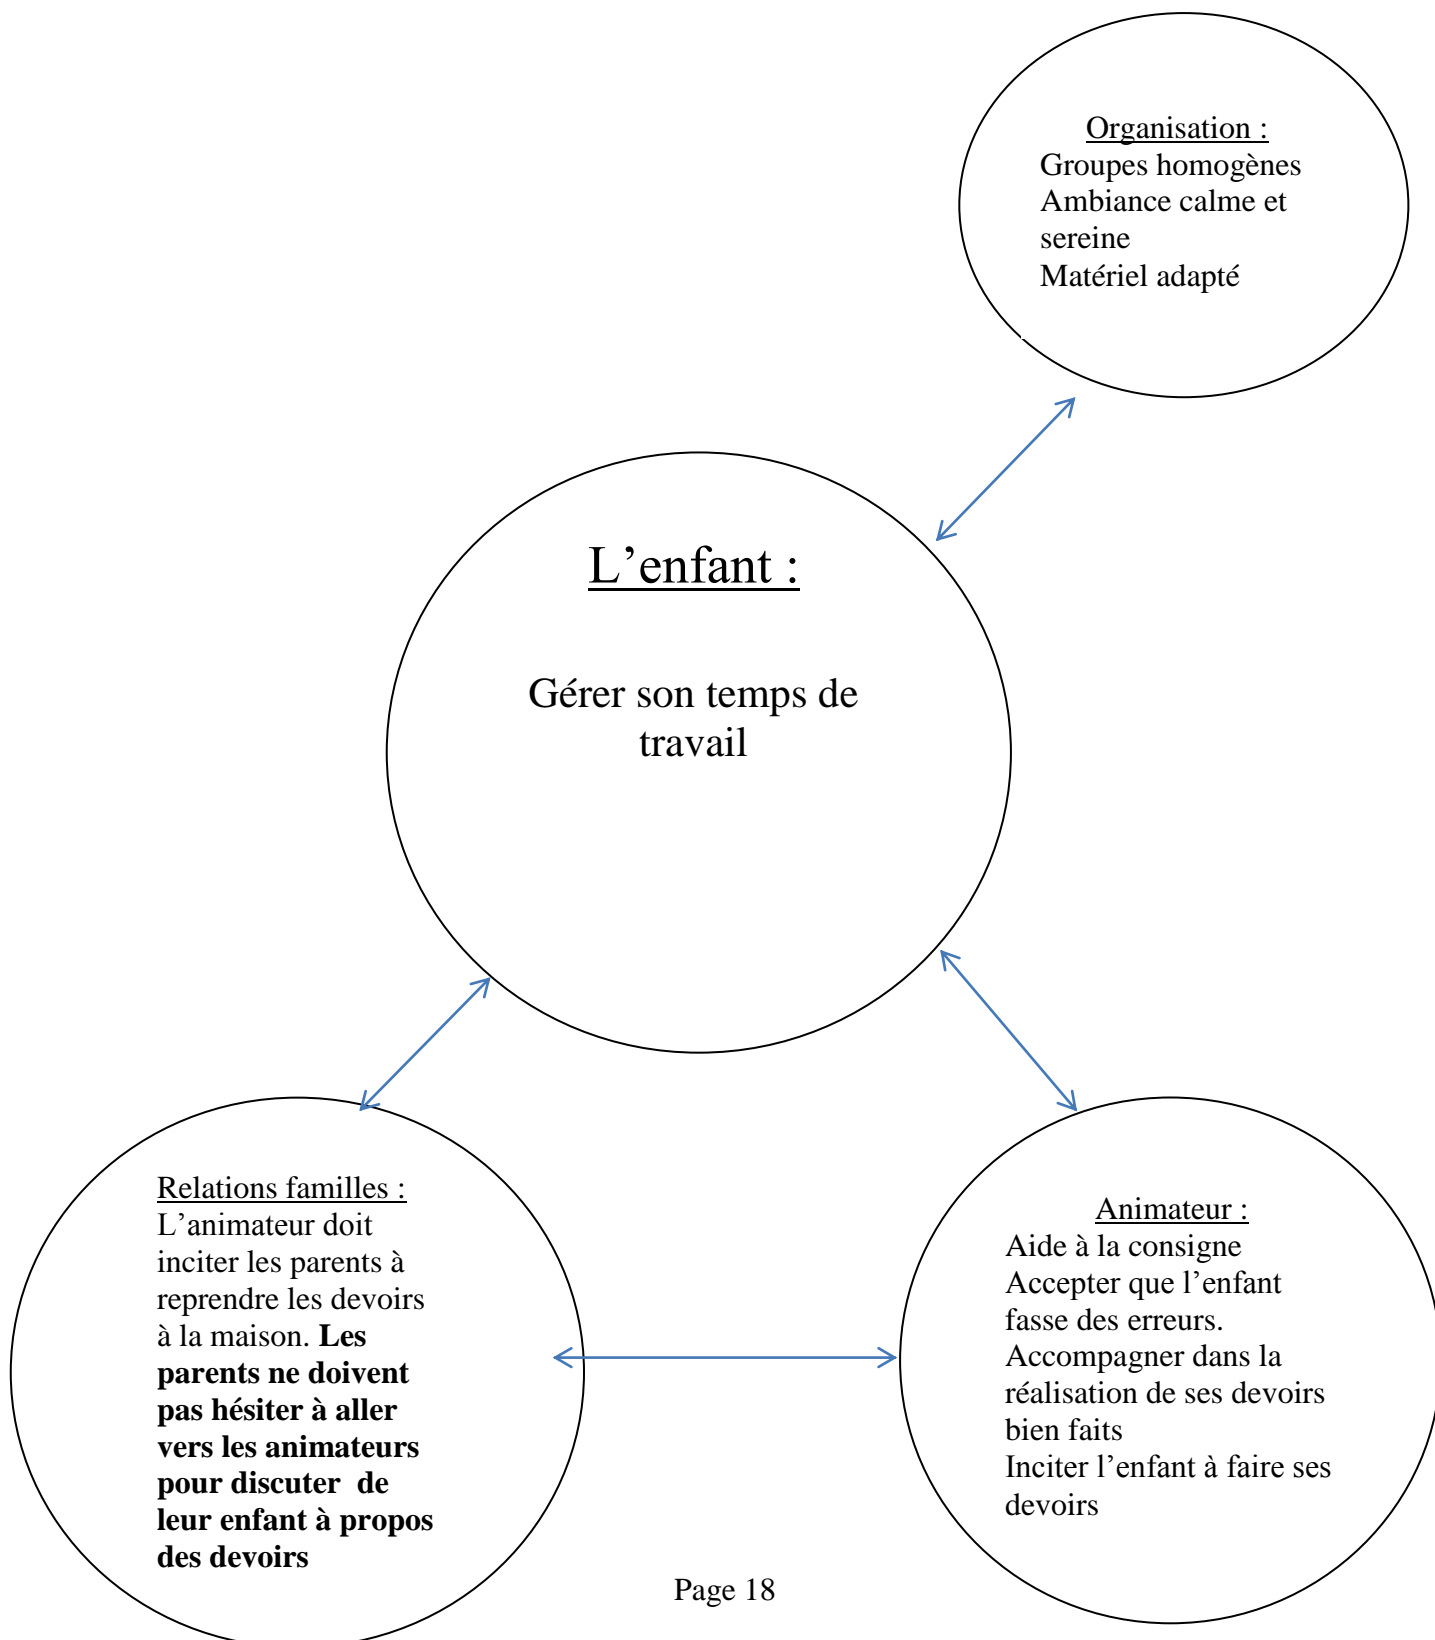 Organisation :
Groupes homogènes
Ambiance calme et
sereine
Matériel adapté
L’enfant :
Gérer son temps de
travail
Relations familles :
L’animateur doit
inciter les parents à
reprendre les devoirs
à la maison. Les
parents ne doivent
pas hésiter à aller
vers les animateurs
pour discuter  de
leur enfant à propos
des devoirs
Animateur :
Aide à la consigne
Accepter que l’enfant
fasse des erreurs.
Accompagner dans la
réalisation de ses devoirs
bien faits
Inciter l’enfant à faire ses
devoirs
Page 18